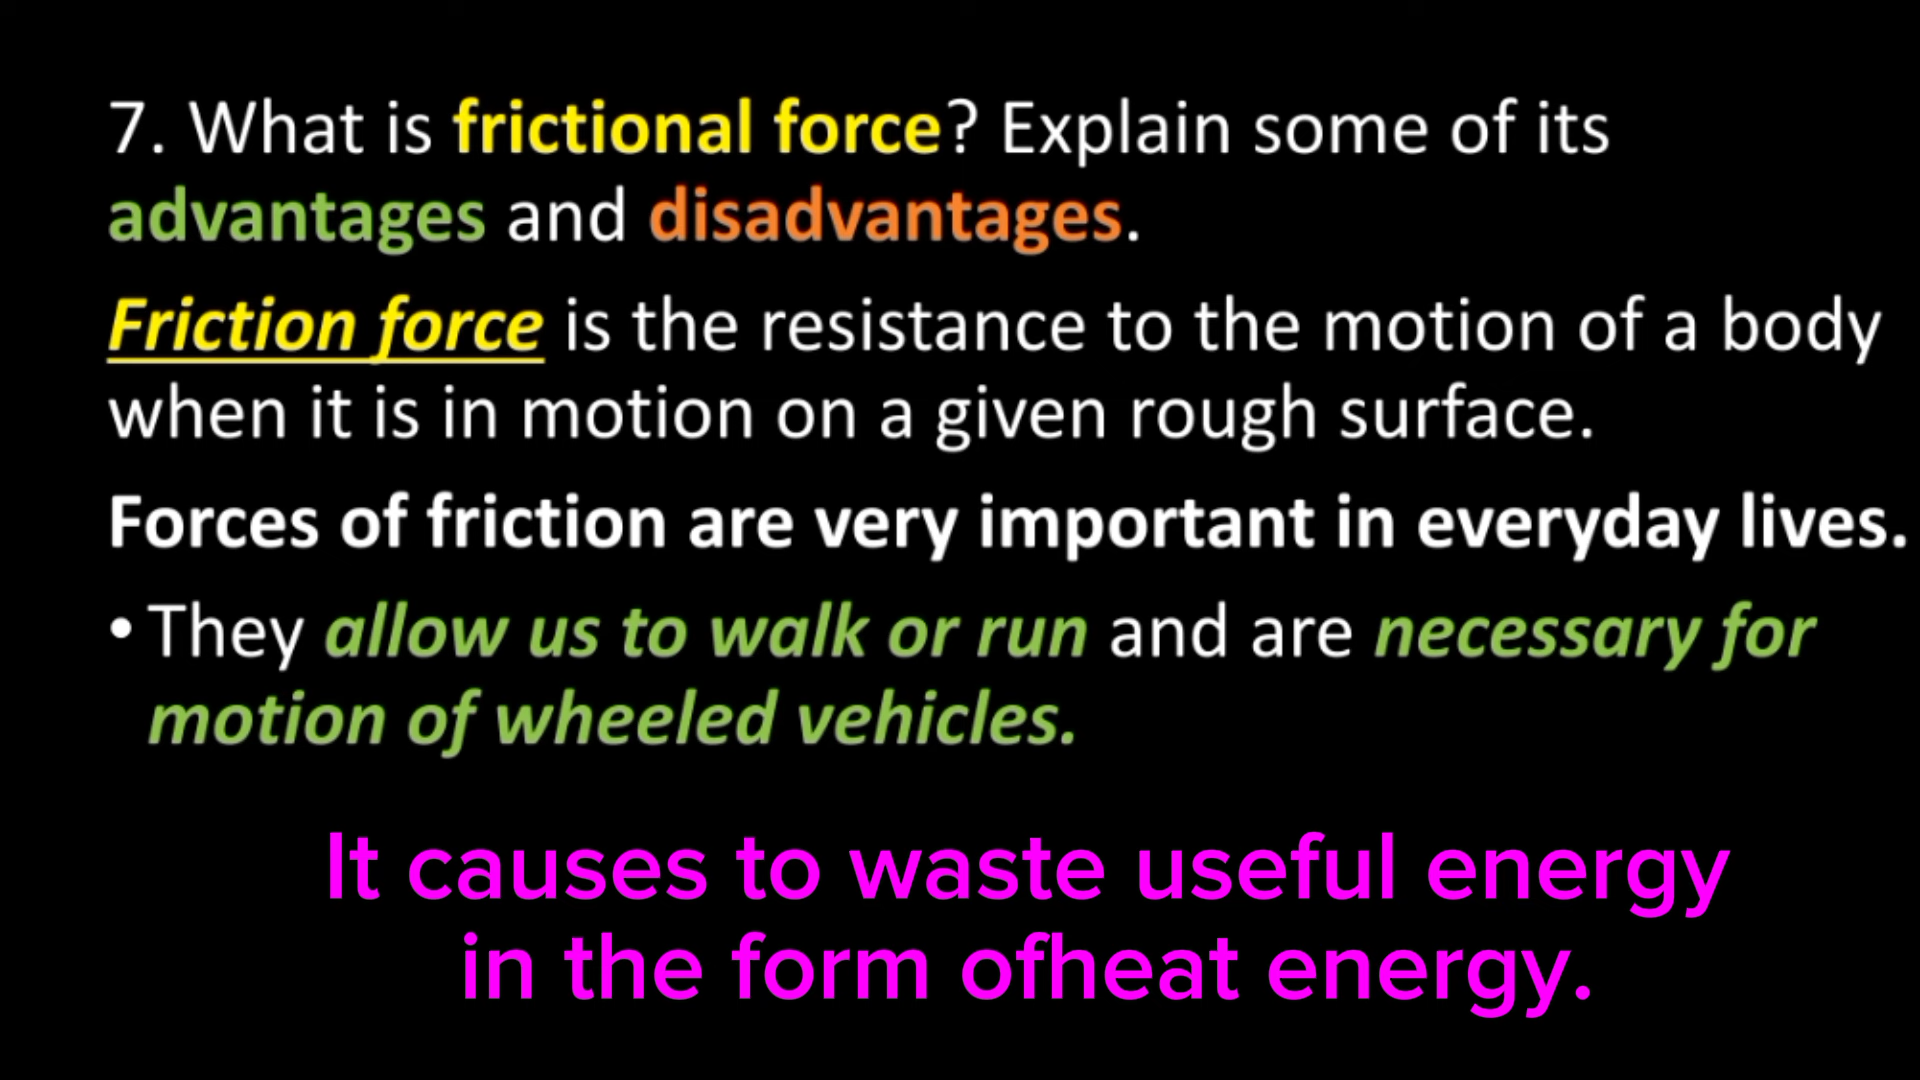 7. What is frictional force? Explain some of its
advantages and disadvantages.
Friction force is the resistance to the motion of a body
when it is in motion on a given rough surface.
Forces of friction are very important in everyday lives.
• They allow us to walk or run and are necessary for
motion of wheeled vehicles.
It causes to waste useful energy
in the form ofheat energy.